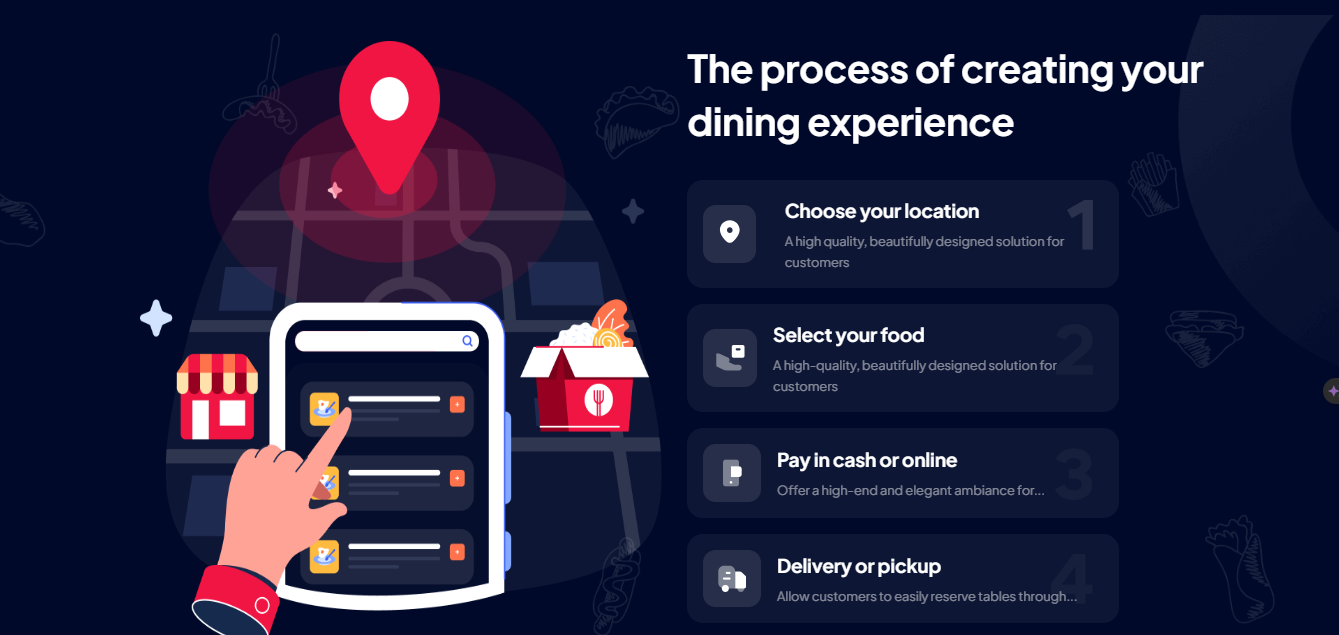 The process of creating your
dining experience
Choose your location
A high quality, beautifully designed solution for
customers
1
Select your food
A high-quality, beautifully designed solution for
customers
2
Pay in cash or online
Offer a high-end and elegant ambiance for...
3
Delivery or pickup
Allow customers to easily reserve tables through...
4